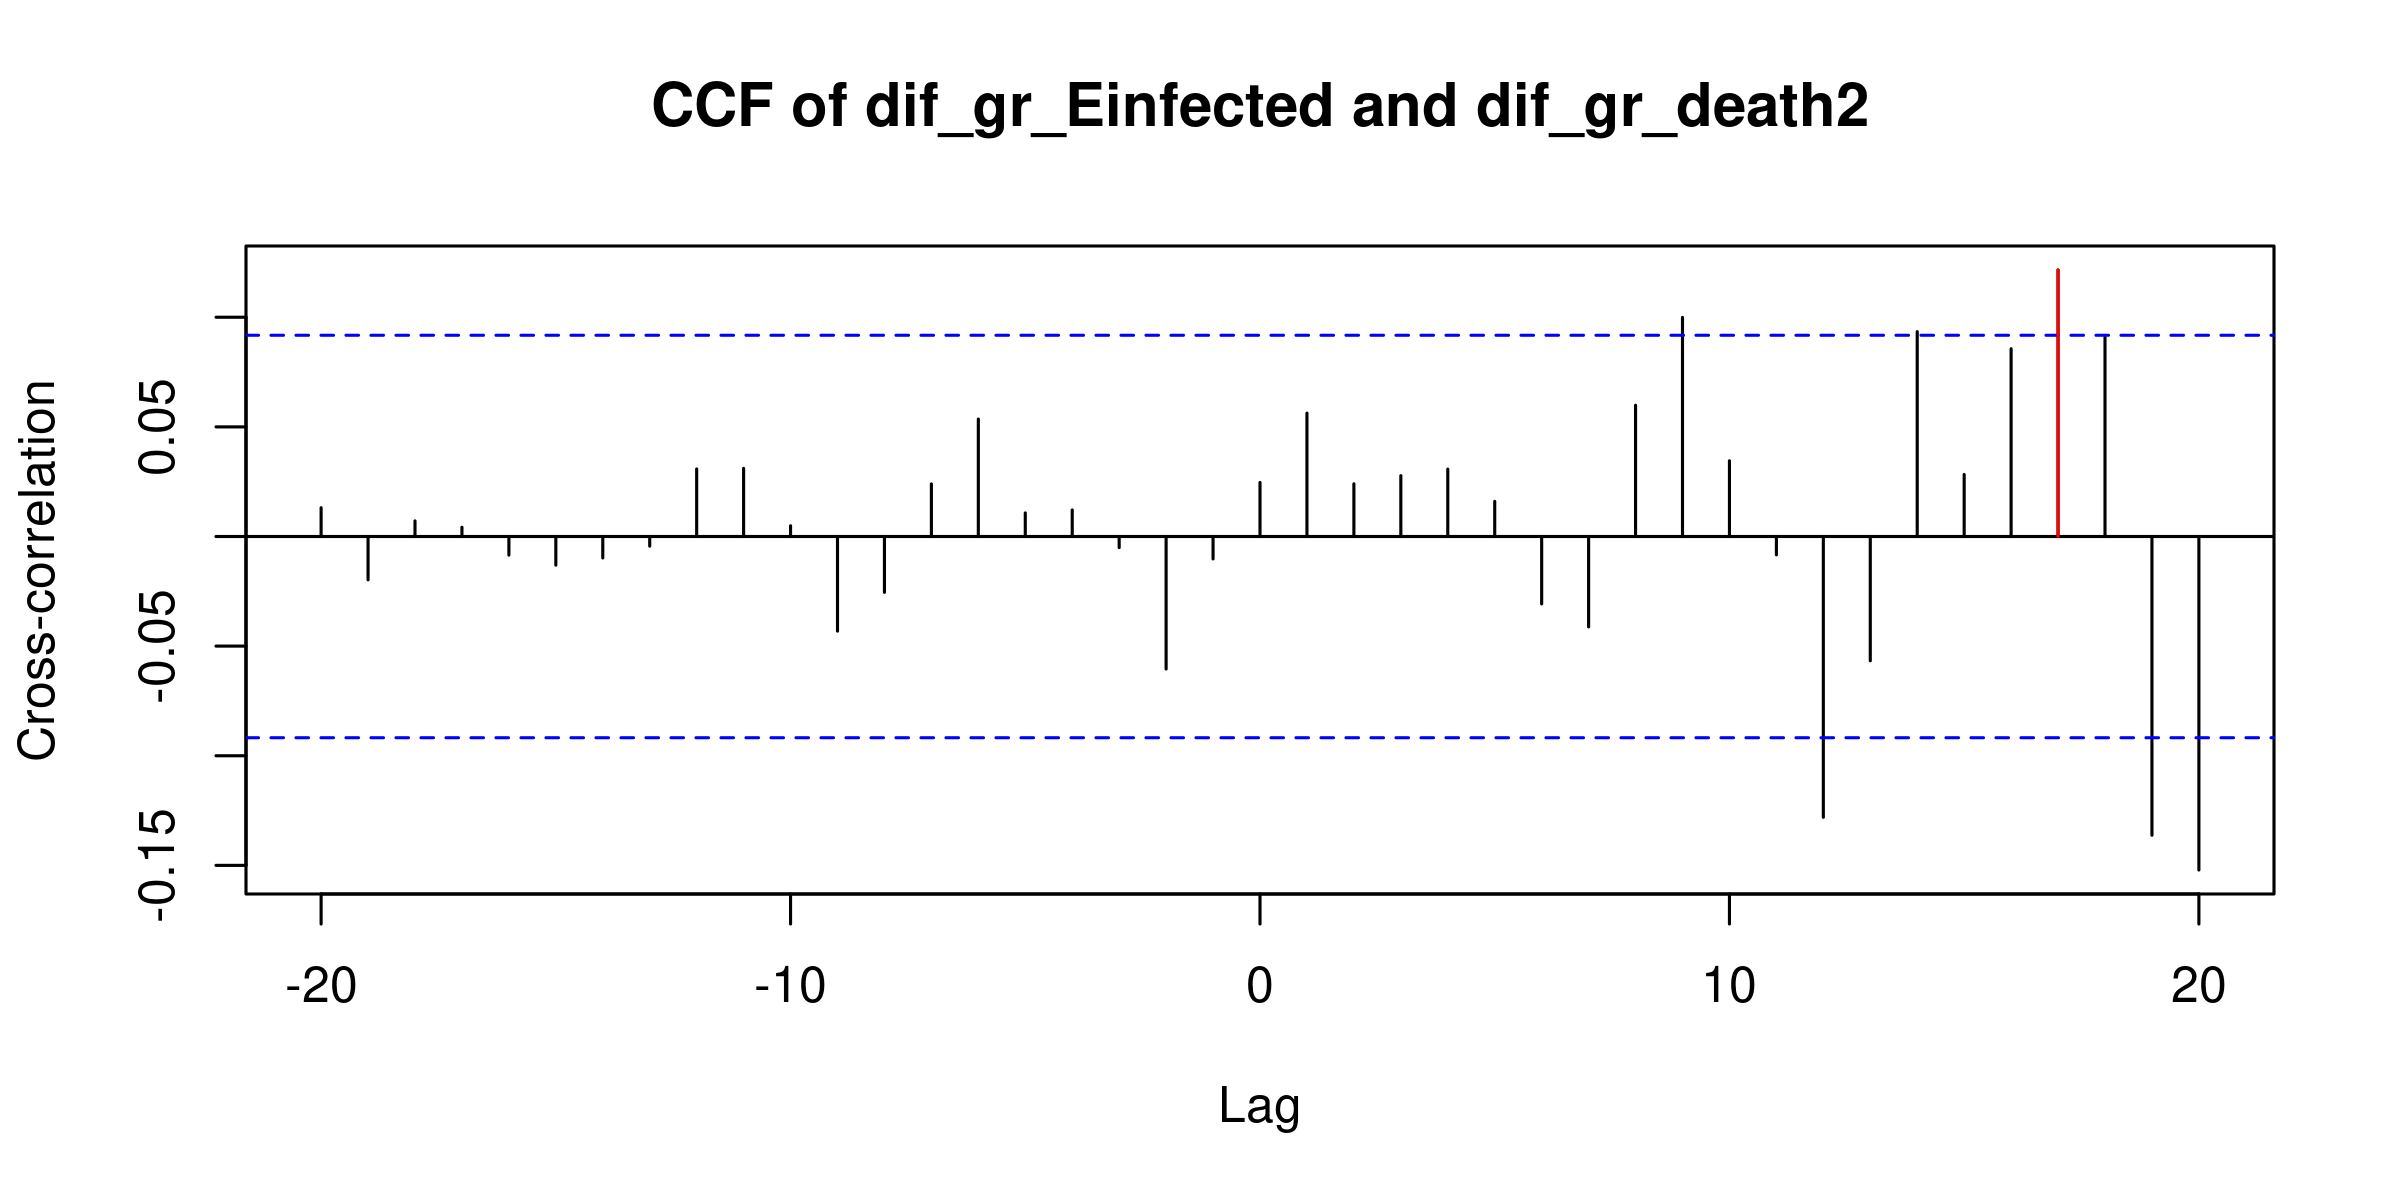 CCF of dif_gr_Einfected and dif_gr_death2
Cross-correlation
0.05
-0.05
-0.15
-20 -10 0 10 20
Lag